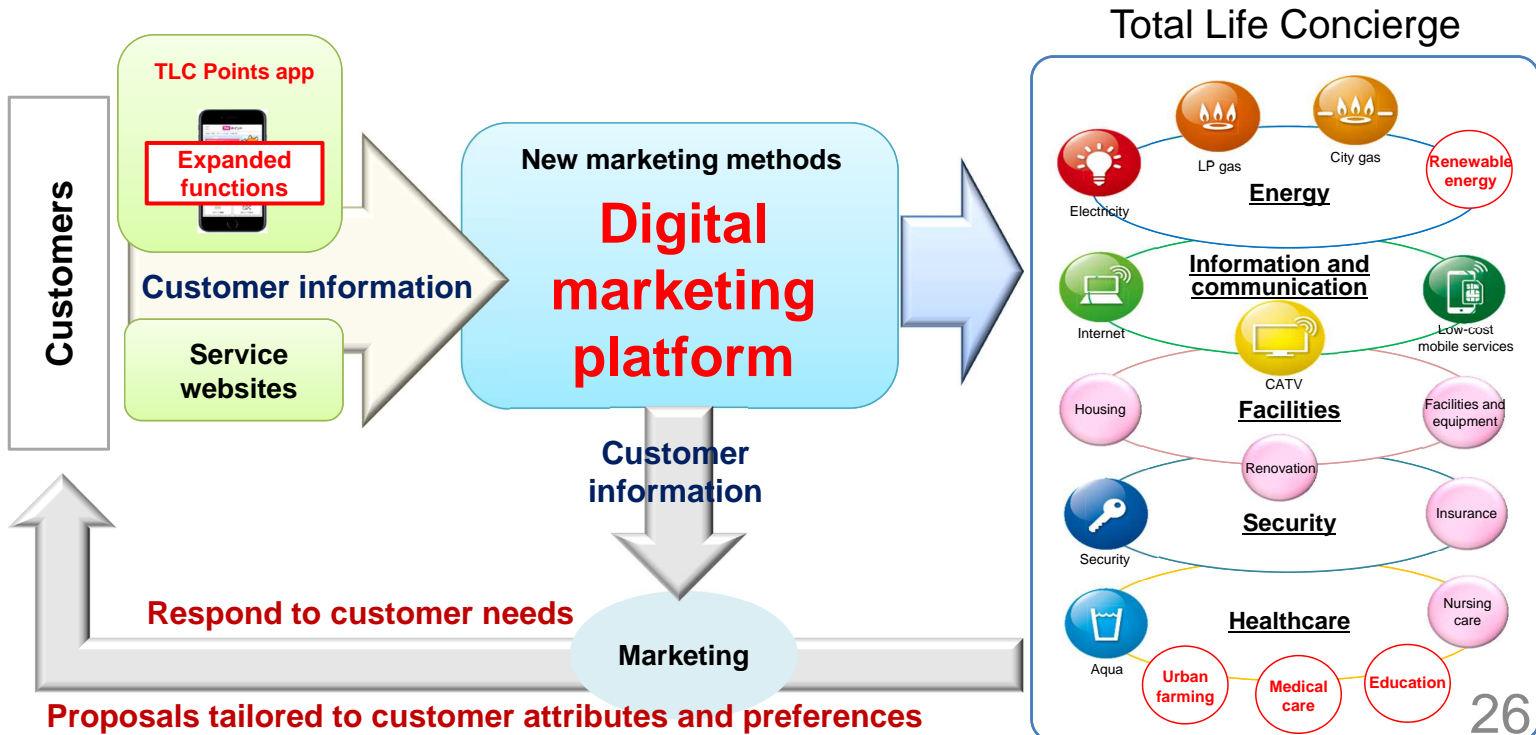 Total Life Concierge
TLC Points app
Expanded
functions
Customers
Customer information
Service
websites
New marketing methods
Digital
marketing
platform
Customer
information
Respond to customer needs
Marketing
Proposals tailored to customer attributes and preferences
LP gas
City gas
Renewable
energy
Electricity
Energy
Information and
communication
Internet
Low-cost
mobile services
CATV
Housing
Facilities
Facilities and
equipment
Renovation
Security
Insurance
Security
Healthcare
Nursing
care
Aqua
Urban
farming
Medical
care
Education
26